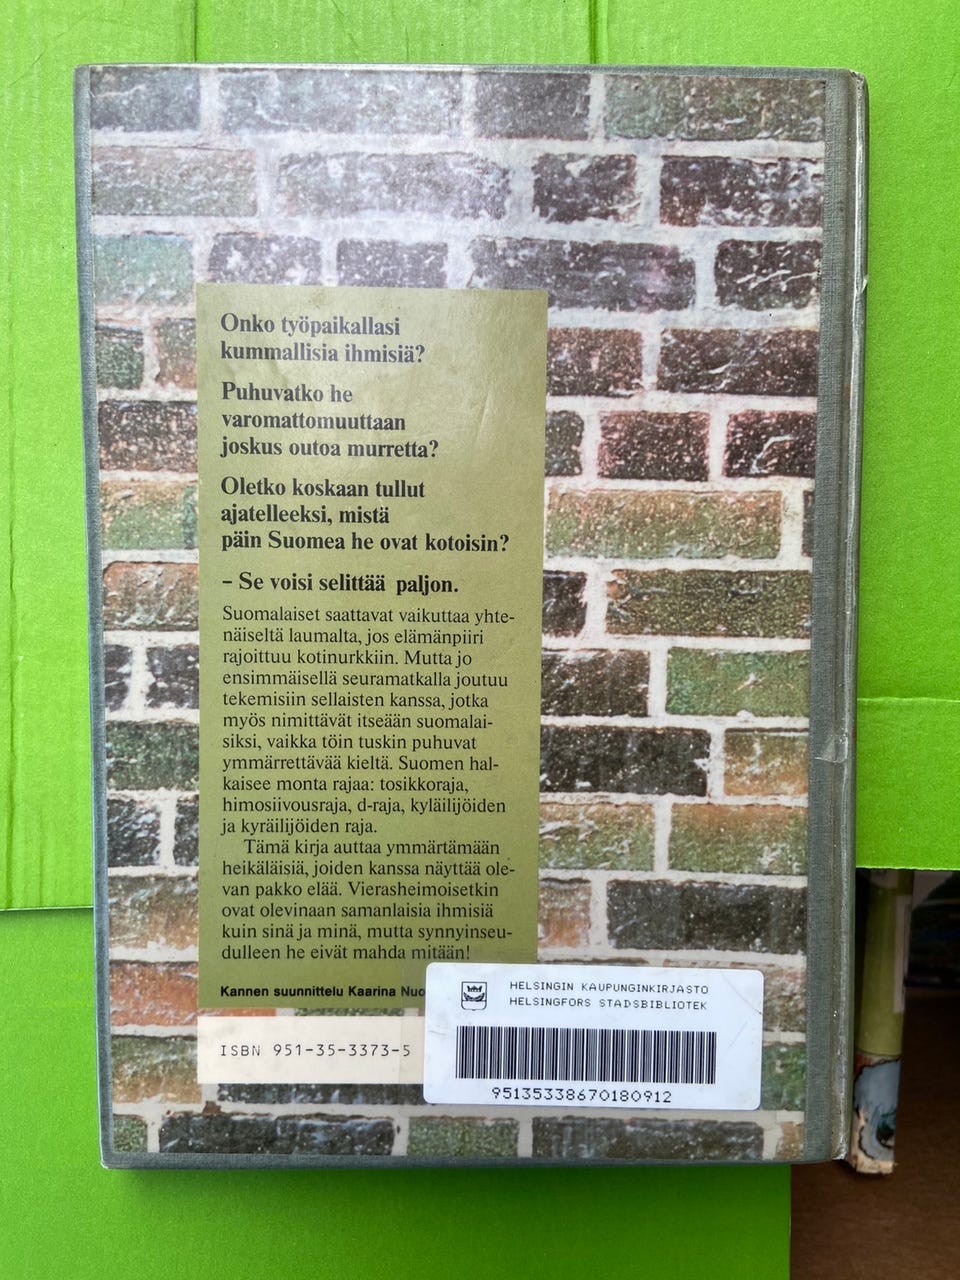 Onko työpaikallasi
kummallisia ihmisiä?
Puhuvatko he
varomattomuuttaan
joskus outoa murretta?
Oletko koskaan tullut
ajatelleeksi, mistä
päin Suomea he ovat kotoisin?
– Se voisi selittää paljon.
Suomalaiset saattavat vaikuttaa yhte-
näiseltä laumalta, jos elämänpiiri
rajoittuu kotinurkkiin. Mutta jo
ensimmäisellä seuramatkalla joutuu
tekemisiin sellaisten kanssa, jotka
myös nimittävät itseään suomalai-
siksi, vaikka töin tuskin puhuvat
ymmärrettävää kieltä. Suomen hal-
kaisee monta rajaa: tosikkoraja,
himosiivousraja, d-raja, kyläilijöiden
ja kyräilijöiden raja.
Tämä kirja auttaa ymmärtämään
heikäläisiä, joiden kanssa näyttää ole-
van pakko elää. Vierasheimoisetkin
ovat olevinaan samanlaisia ihmisiä
kuin sinä ja minä, mutta synnyinseu-
dulleen he eivät mahda mitään!
Kannen suunnittelu Kaarina
ISBN 951-35-3373-5
HELSINGIN KAUPUNGINKIRJASTO
HELSINGFORS STADSBIBLIOTEK
95135338670180912